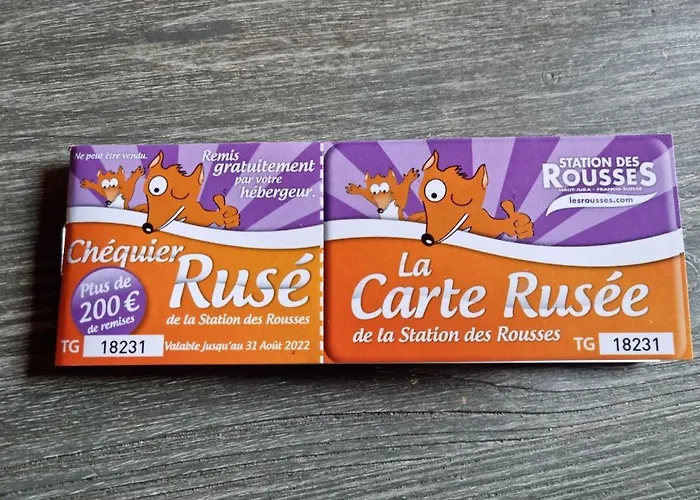 Ne peut être vendu.
Remis
gratuitement
par votre
hébergeur.
Chéquier
Rusé
de la Station des Rousses
Plus de
200 €
de remises
TG 18231
Valable jusqu'au 31 Août 2022
STATION DES
ROUSSES
HAUT-JURA - FRANCO-SUISSE
lesrousses.com
La
Carte Rusée
de la Station des Rousses
TG 18231